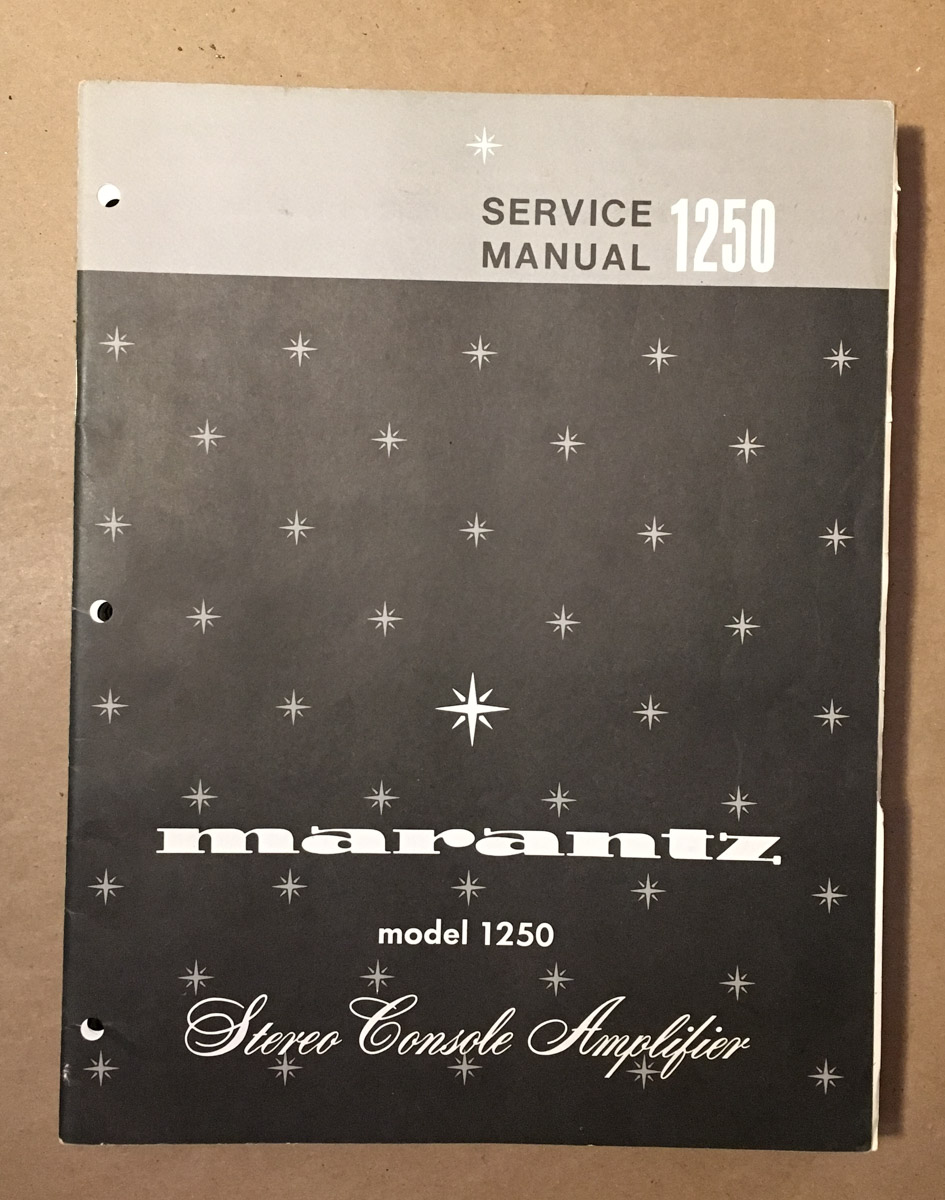 SERVICE
MANUAL 1250
marantz
model 1250
Stereo Console Amplifier